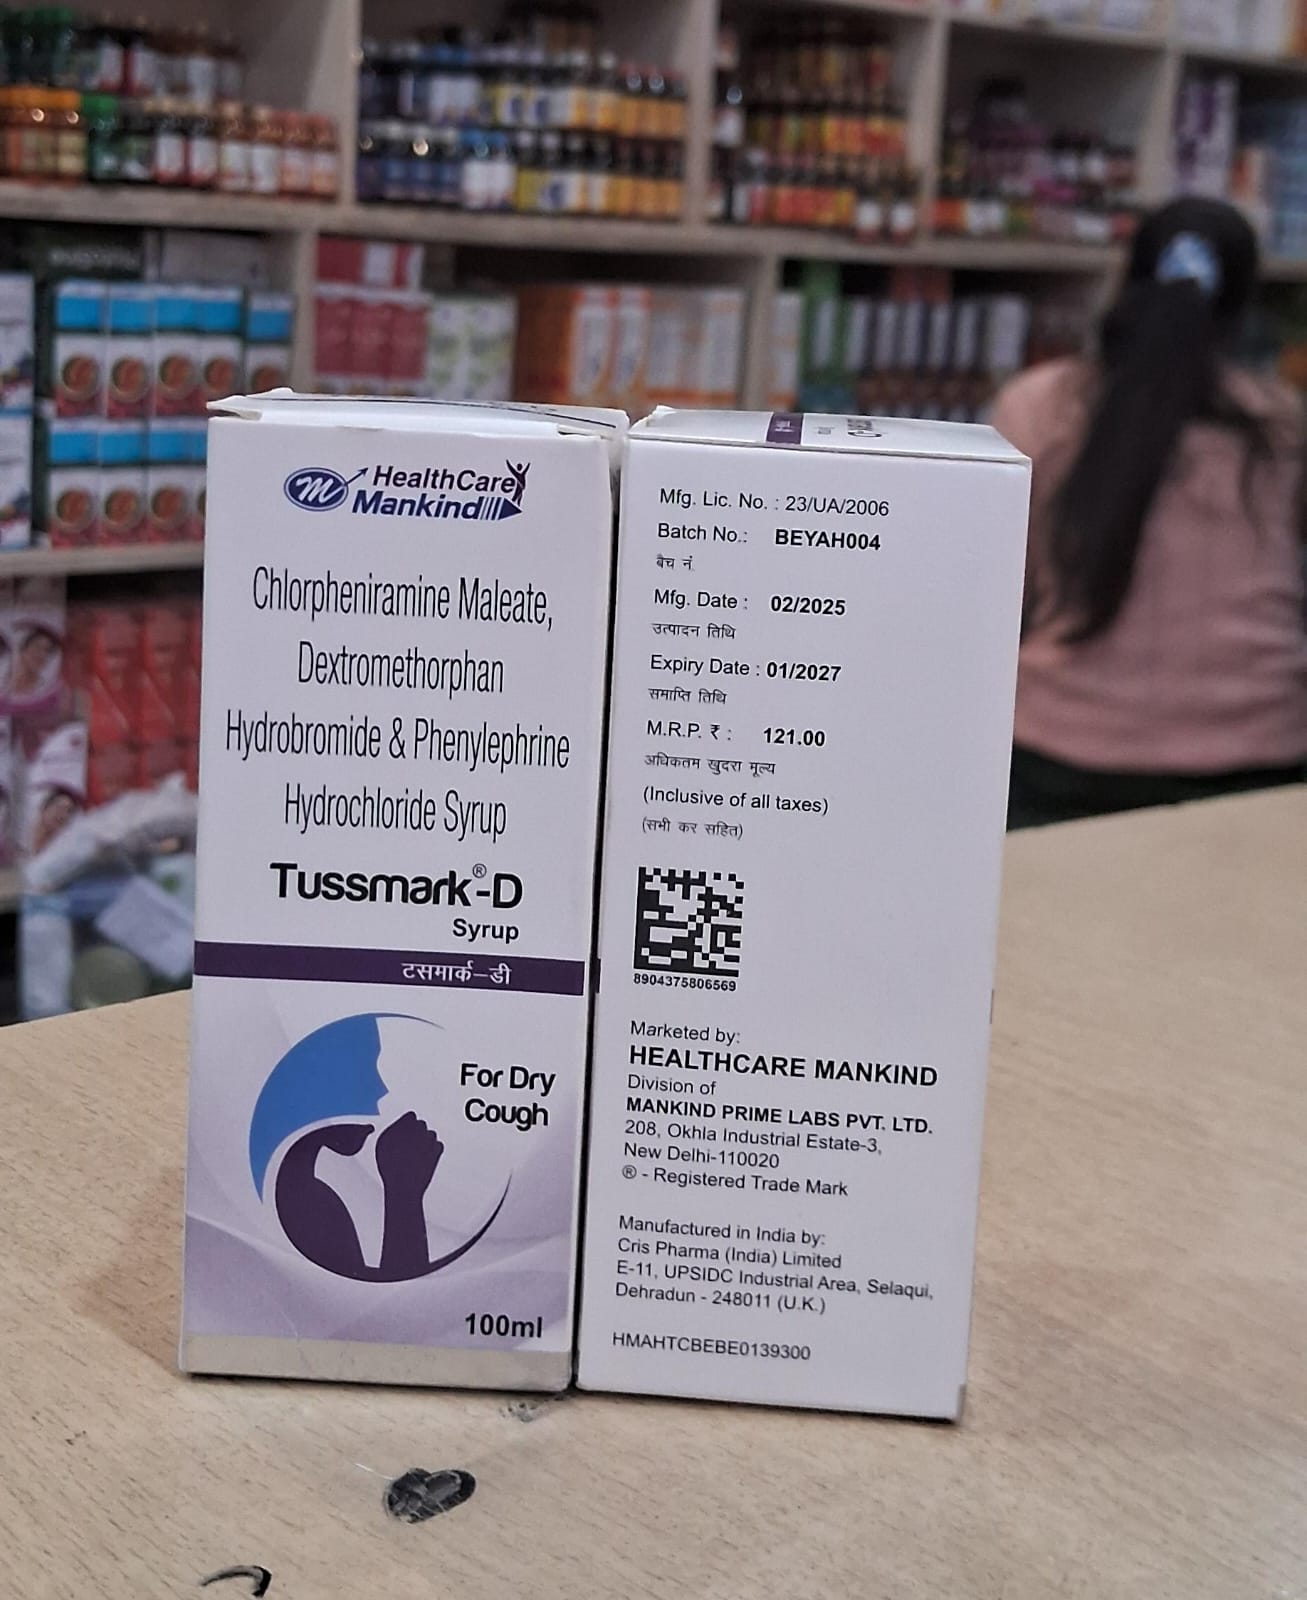 HealthCare
Mankind
Chlorpheniramine Maleate,
Dextromethorphan
Hydrobromide & Phenylephrine
Hydrochloride Syrup
Tussmark®-D
Syrup
टसमार्क–डी
For Dry
Cough
100ml
Mfg. Lic. No. : 23/UA/2006
Batch No.: BEYAH004
बैच नं.
Mfg. Date : 02/2025
उत्पादन तिथि
Expiry Date : 01/2027
समाप्ति तिथि
M.R.P. ₹ : 121.00
अधिकतम खुदरा मूल्य
(Inclusive of all taxes)
(सभी कर सहित)
8904375806569
Marketed by:
HEALTHCARE MANKIND
Division of
MANKIND PRIME LABS PVT. LTD.
208, Okhla Industrial Estate-3,
New Delhi-110020
® - Registered Trade Mark
Manufactured in India by:
Cris Pharma (India) Limited
E-11, UPSIDC Industrial Area, Selaqui,
Dehradun - 248011 (U.K.)
HMAHTCBEBE0139300